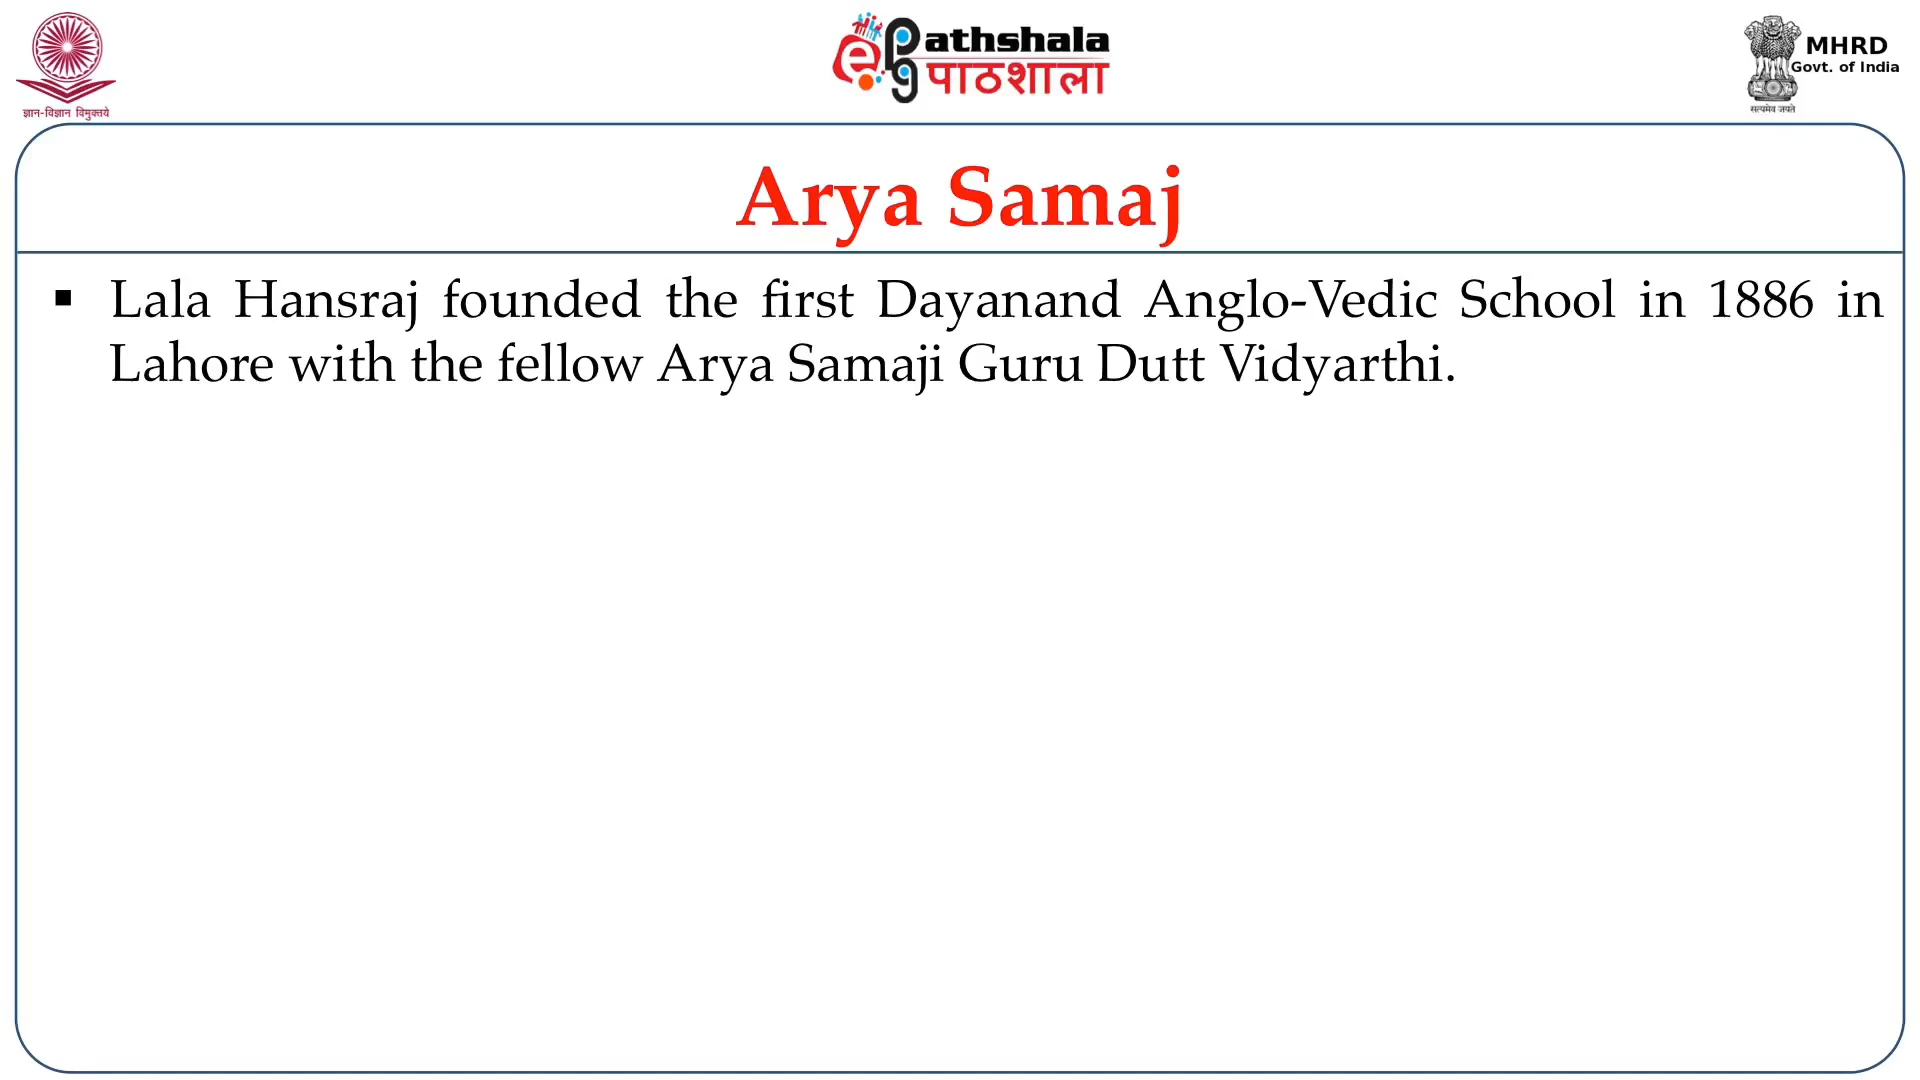 ज्ञान-विज्ञान विमुक्तये
ePathshala
पाठशाला
MHRD
Govt. of India
सत्यमेव जयते
Arya Samaj
▪ Lala Hansraj founded the first Dayanand Anglo-Vedic School in 1886 in
Lahore with the fellow Arya Samaji Guru Dutt Vidyarthi.